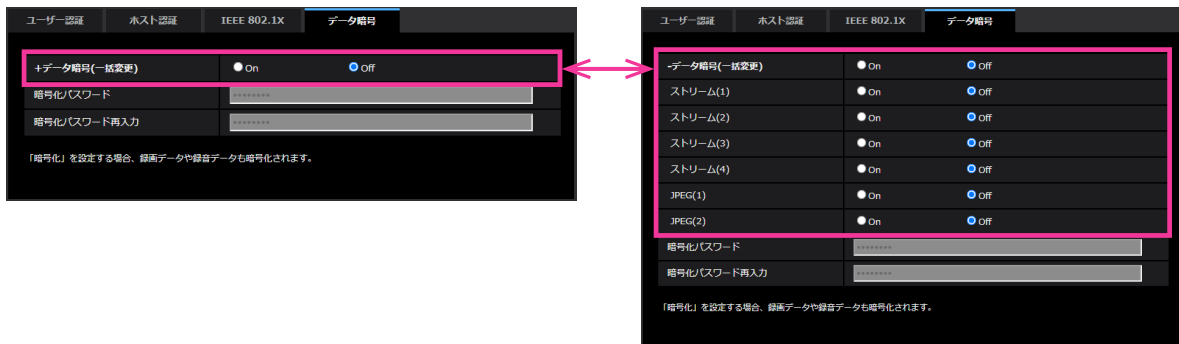 ユーザー認証 ホスト認証 IEEE 802.1X データ暗号
+データ暗号(一括変更) On Off
暗号化パスワード ••••••••
暗号化パスワード再入力 ••••••••
「暗号化」を設定する場合、録画データや録音データも暗号化されます。
ユーザー認証 ホスト認証 IEEE 802.1X データ暗号
-データ暗号(一括変更) On Off
ストリーム(1) On Off
ストリーム(2) On Off
ストリーム(3) On Off
ストリーム(4) On Off
JPEG(1) On Off
JPEG(2) On Off
暗号化パスワード ••••••••
暗号化パスワード再入力 ••••••••
「暗号化」を設定する場合、録画データや録音データも暗号化されます。